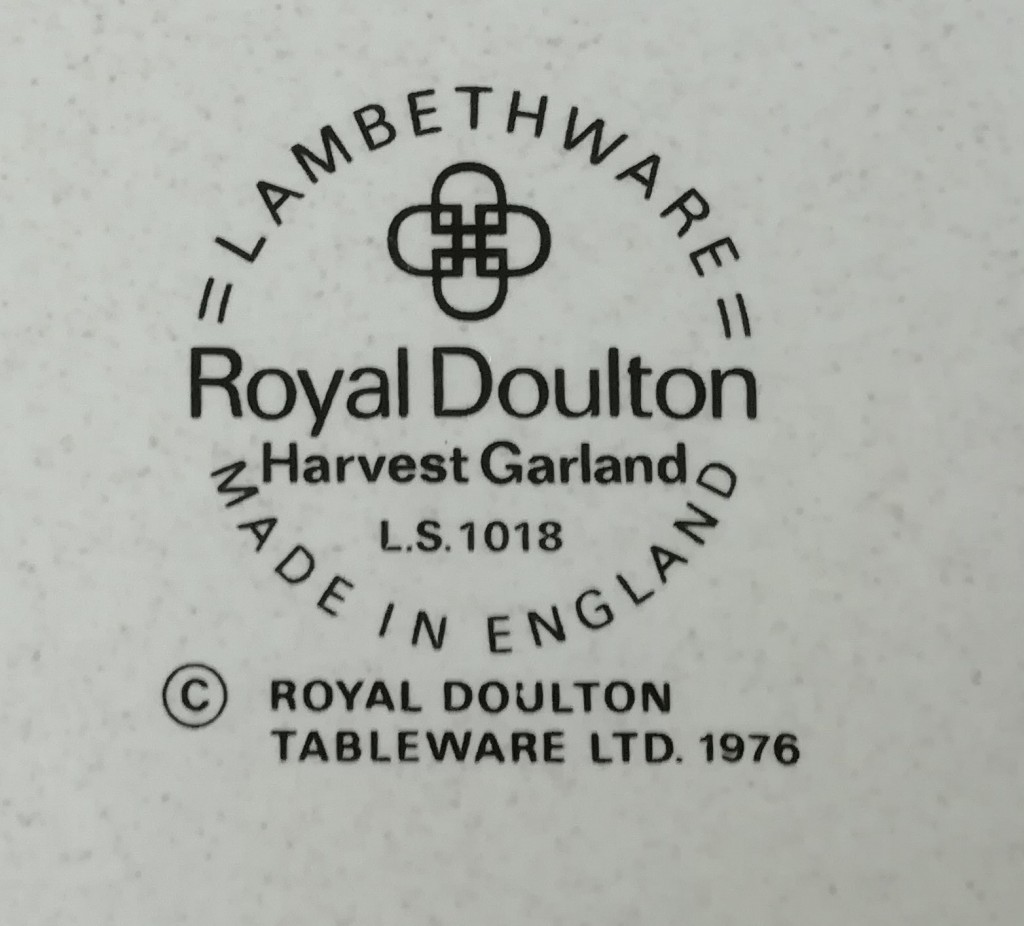 = LAMBETHWARE =
Royal Doulton
Harvest Garland
L.S. 1018
MADE IN ENGLAND
© ROYAL DOULTON
TABLEWARE LTD. 1976